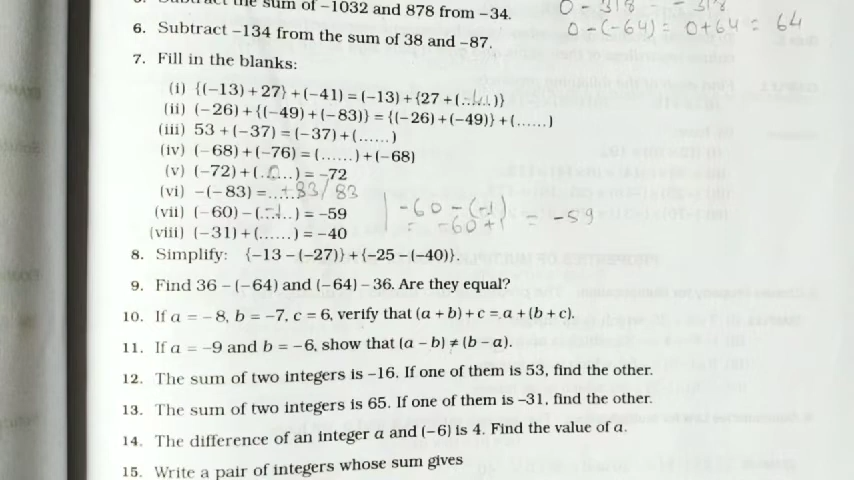 Subtract the sum of –1032 and 878 from –34.
6. Subtract –134 from the sum of 38 and –87.
7. Fill in the blanks:
(i) {(–13) + 27} + (–41) = (–13) + {27 + (......)}
(ii) (–26) + {(–49) + (–83)} = {(–26) + (–49)} + (......)
(iii) 53 + (–37) = (–37) + (......)
(iv) (–68) + (–76) = (......) + (–68)
(v) (–72) + (..0...) = –72
(vi) –(–83) =......+83/83
(vii) (–60) – (..-1..) = –59
(viii) (–31) + (......) = –40
8. Simplify: {–13 – (–27)} + {–25 – (–40)}.
9. Find 36 – (–64) and (–64) – 36. Are they equal?
10. If a = – 8, b = –7, c = 6, verify that (a + b) + c = a + (b + c).
11. If a = –9 and b = –6, show that (a – b) ≠ (b – a).
12. The sum of two integers is –16. If one of them is 53, find the other.
13. The sum of two integers is 65. If one of them is –31, find the other.
14. The difference of an integer a and (–6) is 4. Find the value of a.
15. Write a pair of integers whose sum gives
0 - 318 = - 318
0 - (-64) = 0+64 = 64
-60 - (-1)
= -60+1 = -59